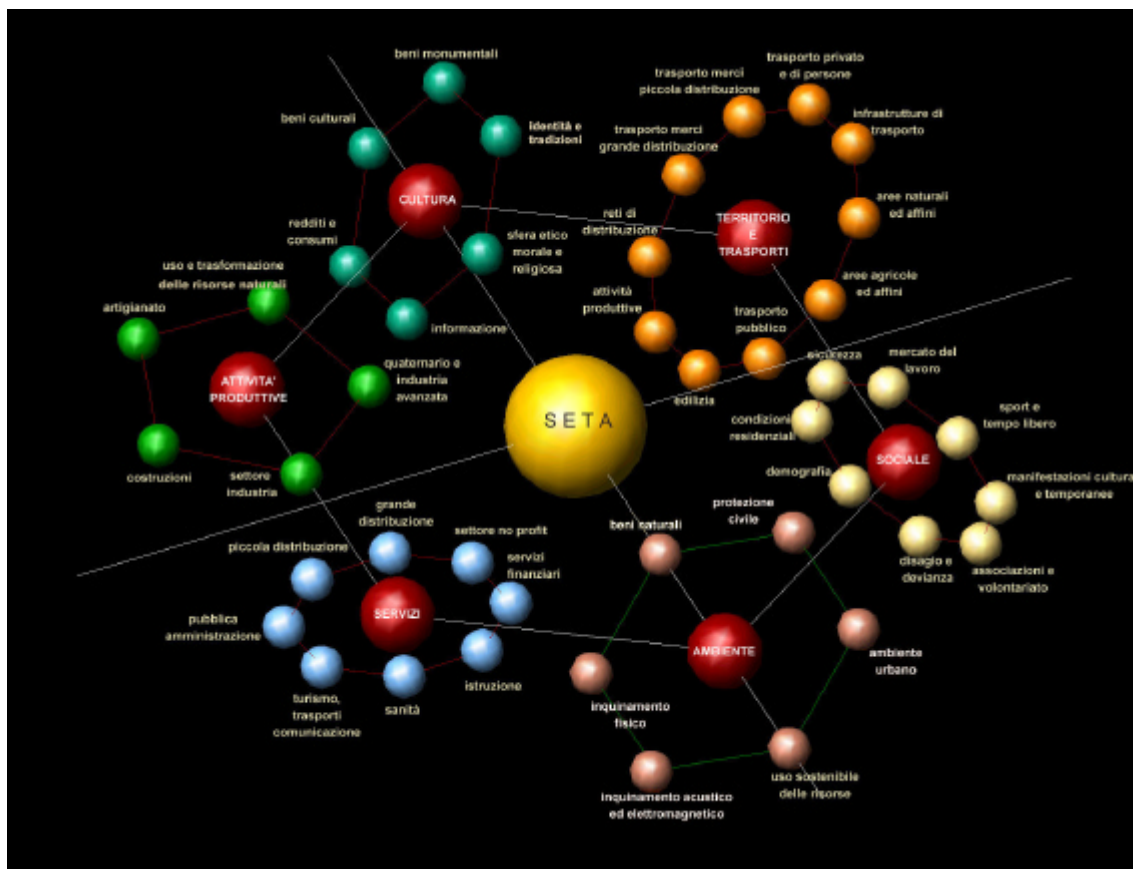 beni monumentali
beni culturali
Identità e
tradizioni
CULTURA
redditi e
consumi
sfera etico
morale e
religiosa
informazione
trasporto merci
piccola distribuzione
trasporto privato
e di persone
infrastrutture di
trasporto
trasporto merci
grande distribuzione
aree naturali
ed affini
reti di
distribuzione
TERRITORIO
E
TRASPORTI
aree agricole
ed affini
attività
produttive
trasporto
pubblico
edilizia
uso e trasformazione
delle risorse naturali
artigianato
ATTIVITA'
PRODUTTIVE
quaternario e
industria
avanzata
costruzioni
settore
industria
SETA
sicurezza
mercato del
lavoro
condizioni
residenziali
sport e
tempo libero
demografia
SOCIALE
manifestazioni cultura
e temporanee
disagio e
devianza
associazioni e
volontariato
grande
distribuzione
settore no profit
piccola distribuzione
servizi
finanziari
SERVIZI
pubblica
amministrazione
turismo,
trasporti
comunicazione
sanità
istruzione
beni naturali
protezione
civile
AMBIENTE
ambiente
urbano
inquinamento
fisico
inquinamento acustico
ed elettromagnetico
uso sostenibile
delle risorse